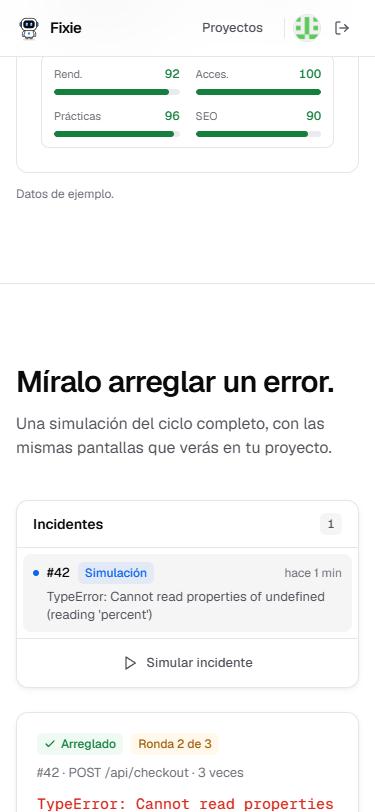 Fixie
Proyectos
Rend. 92 Acces. 100
Prácticas 96 SEO 90
Datos de ejemplo.
Míralo arreglar un error.
Una simulación del ciclo completo, con las
mismas pantallas que verás en tu proyecto.
Incidentes 1
#42 Simulación hace 1 min
TypeError: Cannot read properties of undefined
(reading 'percent')
Simular incidente
Arreglado Ronda 2 de 3
#42 · POST /api/checkout · 3 veces
TypeError: Cannot read properties